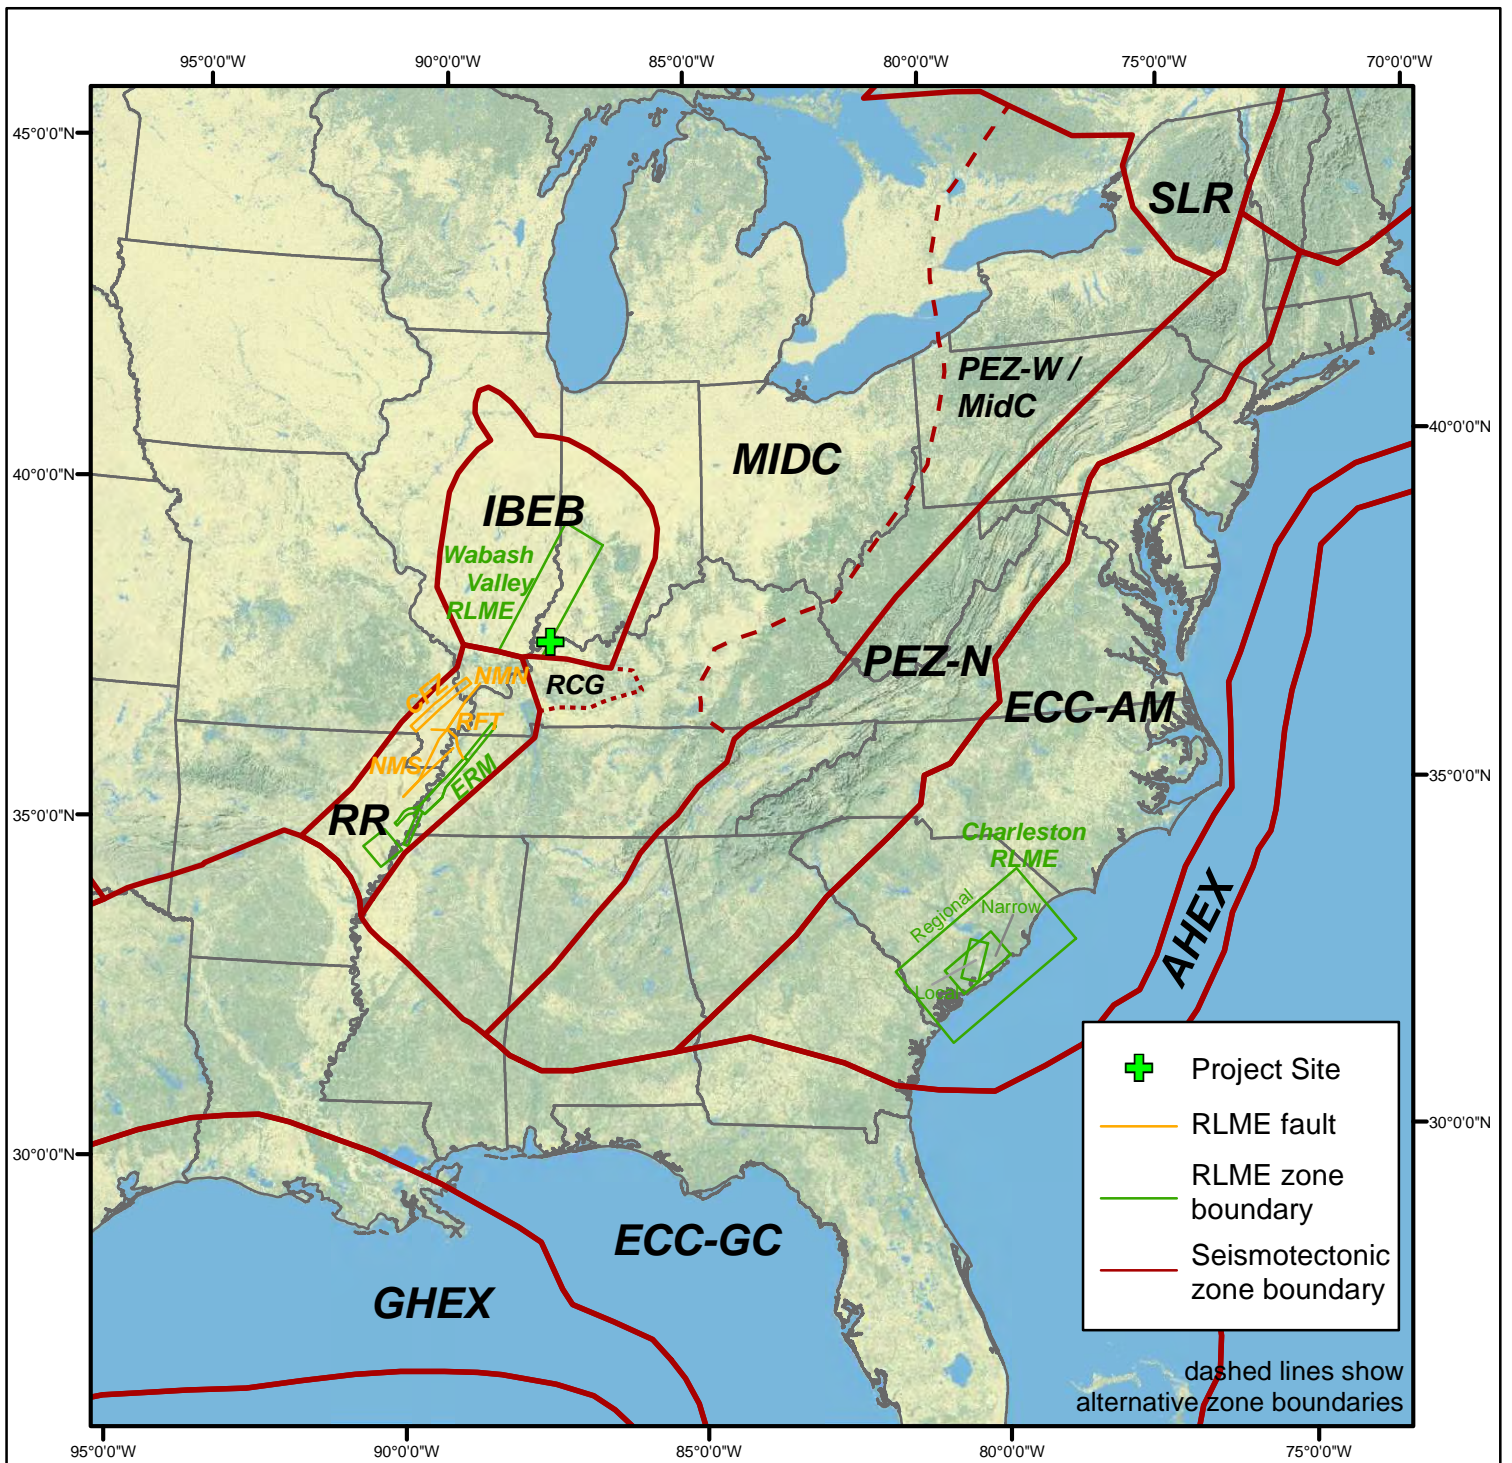 95°0'0"W
90°0'0"W
85°0'0"W
80°0'0"W
75°0'0"W
70°0'0"W
45°0'0"N
SLR
PEZ-W /
MidC
40°0'0"N
MIDC
40°0'0"N
IBEB
Wabash
Valley
RLME
PEZ-N
NMN
RCG
CFZ
ECC-AM
RFT
NMS
ERM
35°0'0"N
35°0'0"N
RR
Charleston
RLME
Regional
Narrow
Local
AHEX
30°0'0"N
30°0'0"N
Project Site
RLME fault
RLME zone
boundary
Seismotectonic
zone boundary
ECC-GC
GHEX
dashed lines show
alternative zone boundaries
95°0'0"W
90°0'0"W
85°0'0"W
80°0'0"W
75°0'0"W